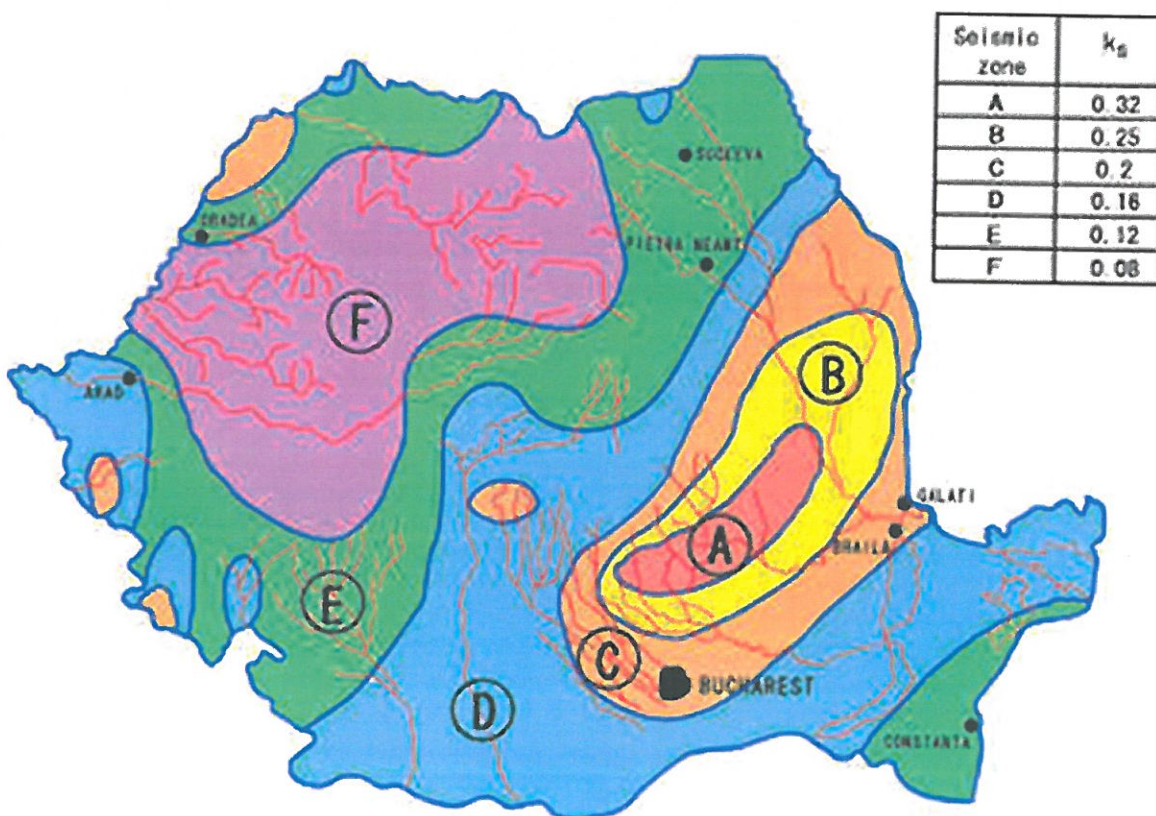 Seismic zone ks
A 0.32
B 0.25
C 0.2
D 0.16
E 0.12
F 0.08
SUCEEVA
ORADEA
PIETRA NEAMT
F
B
ARAD
GALATI
BRAILA
A
E
C
BUCHAREST
D
CONSTANTA